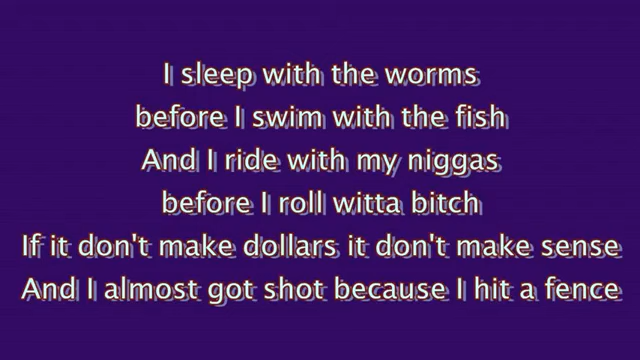 I sleep with the worms
before I swim with the fish
And I ride with my niggas
before I roll witta bitch
If it don't make dollars it don't make sense
And I almost got shot because I hit a fence